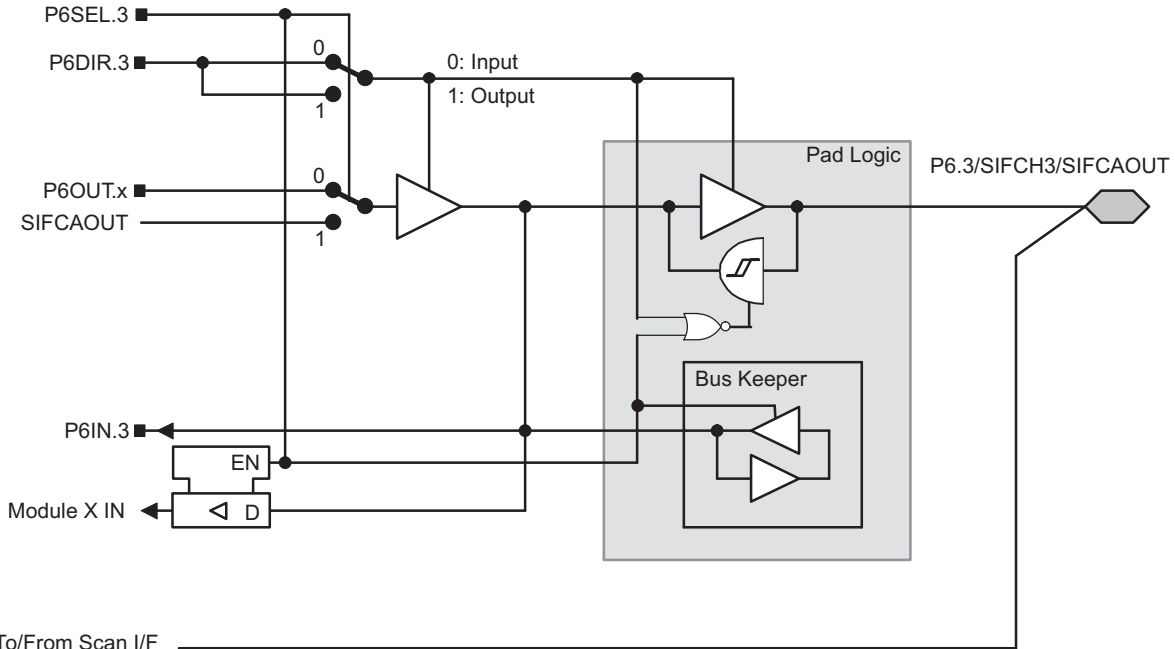 P6SEL.3
P6DIR.3
0
1
0: Input
1: Output
Pad Logic
P6.3/SIFCH3/SIFCAOUT
P6OUT.x
0
SIFCAOUT
1
Bus Keeper
P6IN.3
EN
Module X IN
D
To/From Scan I/F